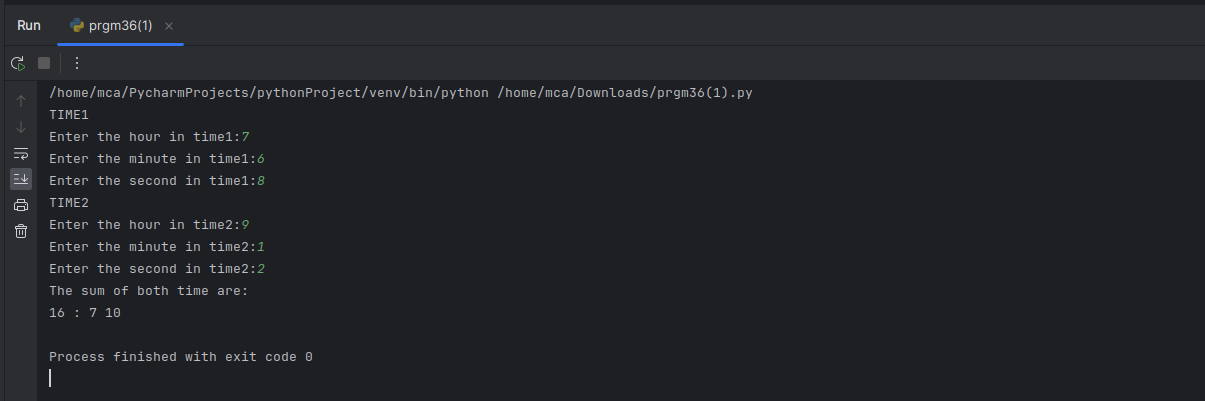 Run prgm36(1)
/home/mca/PycharmProjects/pythonProject/venv/bin/python /home/mca/Downloads/prgm36(1).py
TIME1
Enter the hour in time1:7
Enter the minute in time1:6
Enter the second in time1:8
TIME2
Enter the hour in time2:9
Enter the minute in time2:1
Enter the second in time2:2
The sum of both time are:
16 : 7 10
Process finished with exit code 0